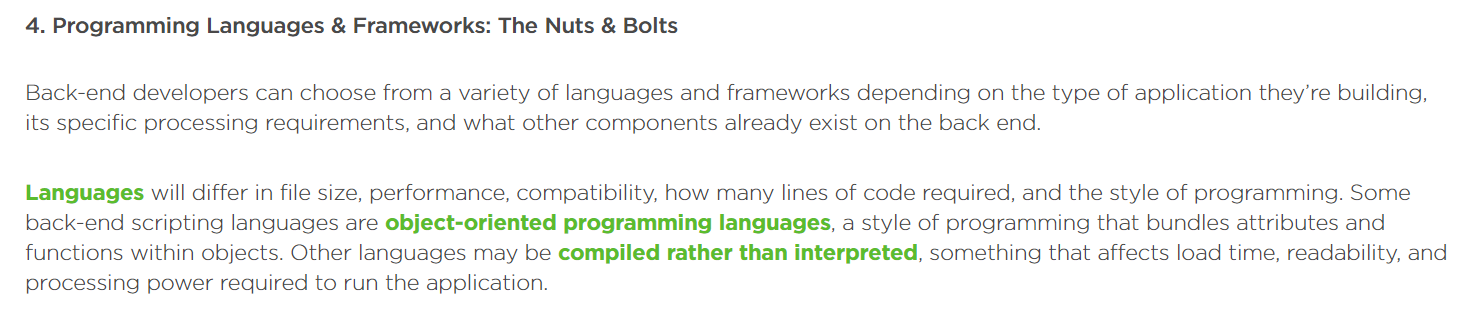 4. Programming Languages & Frameworks: The Nuts & Bolts
Back-end developers can choose from a variety of languages and frameworks depending on the type of application they’re building,
its specific processing requirements, and what other components already exist on the back end.
Languages will differ in file size, performance, compatibility, how many lines of code required, and the style of programming. Some
back-end scripting languages are object-oriented programming languages, a style of programming that bundles attributes and
functions within objects. Other languages may be compiled rather than interpreted, something that affects load time, readability, and
processing power required to run the application.